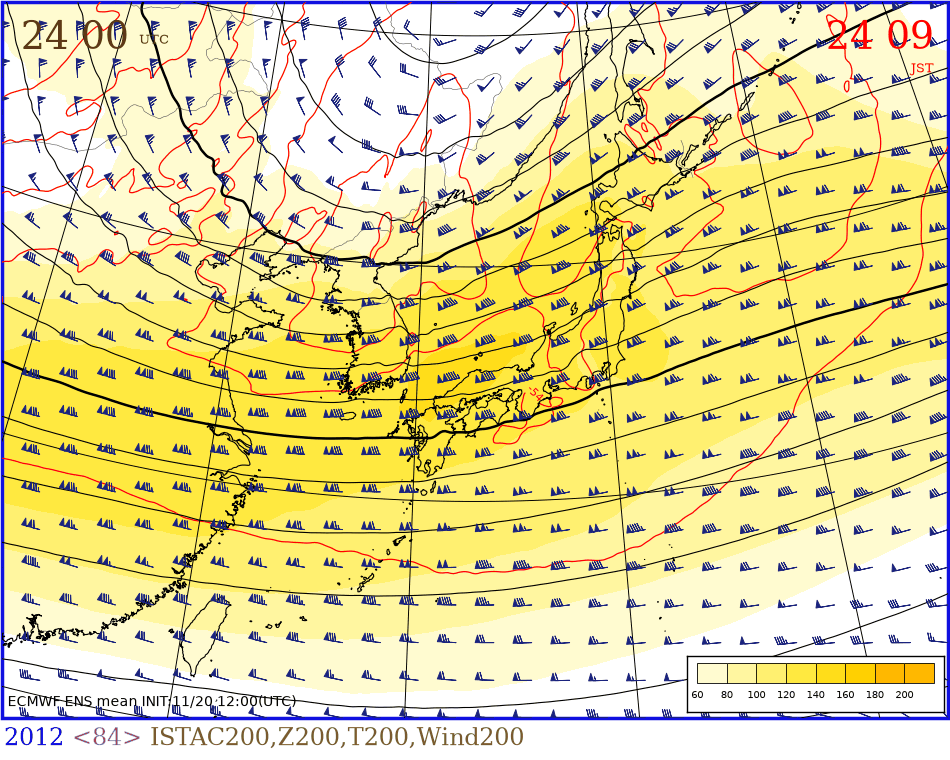 24 00 UTC
24 09
JST
-54
60 80 100 120 140 160 180 200
ECMWF ENS mean INIT:11/20 12:00(UTC)
2012 <84> ISTAC200,Z200,T200,Wind200